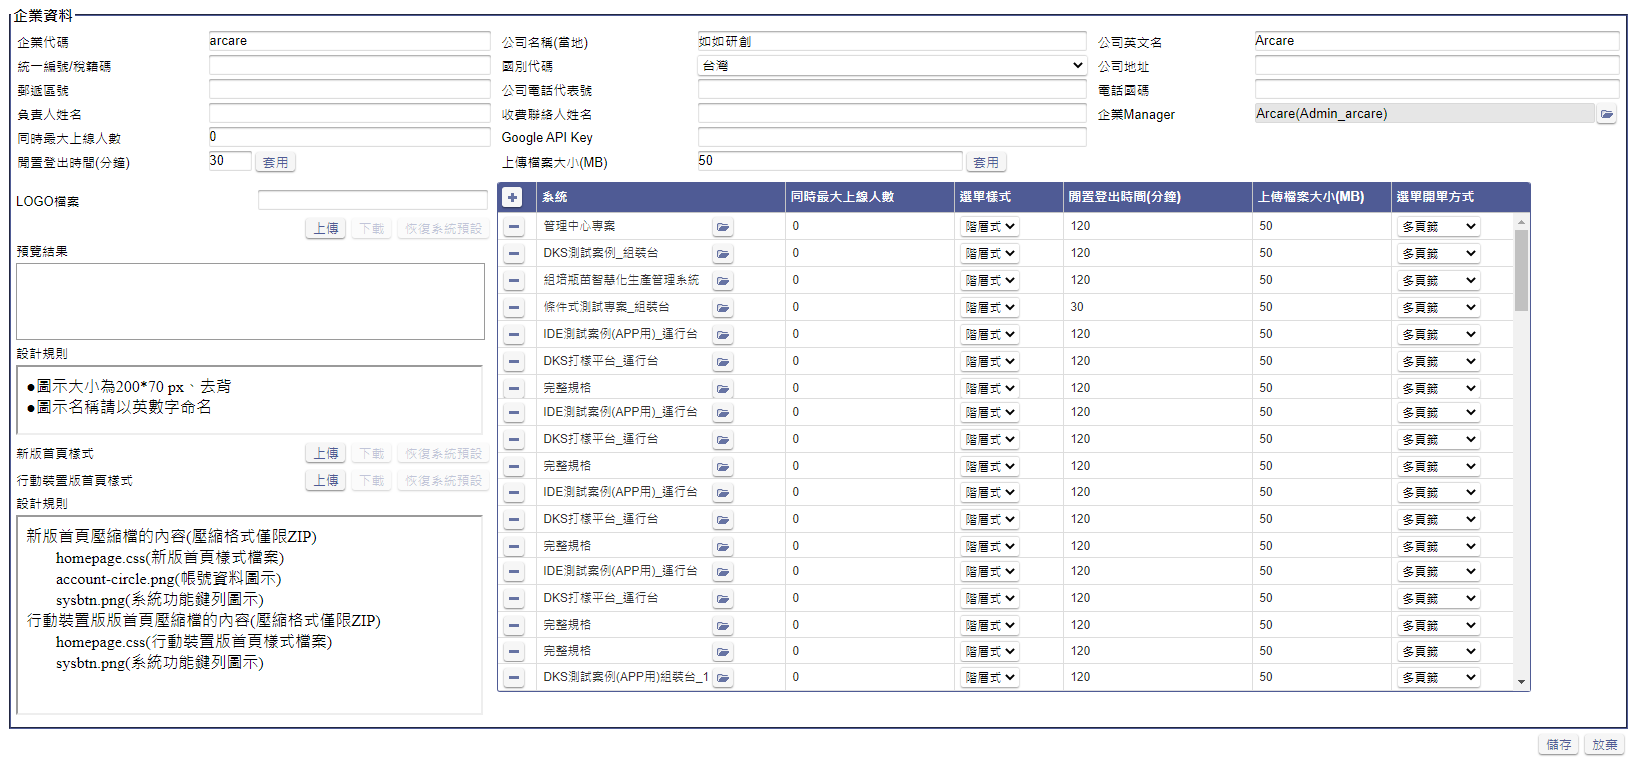 企業資料
企業代碼 arcare 公司名稱(當地) 如如研創 公司英文名 Arcare
統一編號/稅籍碼 國別代碼 台灣 公司地址
郵遞區號 公司電話代表號 電話國碼
負責人姓名 收費聯絡人姓名 企業Manager Arcare(Admin_arcare)
同時最大上線人數 0 Google API Key
閒置登出時間(分鐘) 30 套用 上傳檔案大小(MB) 50 套用
LOGO檔案
上傳 下載 恢復系統預設
預覽結果
設計規則
●圖示大小為200*70 px、去背
●圖示名稱請以英數字命名
新版首頁樣式 上傳 下載 恢復系統預設
行動裝置版首頁樣式 上傳 下載 恢復系統預設
設計規則
新版首頁壓縮檔的內容(壓縮格式僅限ZIP)
homepage.css(新版首頁樣式檔案)
account-circle.png(帳號資料圖示)
sysbtn.png(系統功能鍵列圖示)
行動裝置版版首頁壓縮檔的內容(壓縮格式僅限ZIP)
homepage.css(行動裝置版首頁樣式檔案)
sysbtn.png(系統功能鍵列圖示)
系統 同時最大上線人數 選單樣式 閒置登出時間(分鐘) 上傳檔案大小(MB) 選單開單方式
管理中心專案 0 階層式 120 50 多頁籤
DKS測試案例_組裝台 0 階層式 120 50 多頁籤
組培瓶苗智慧化生產管理系統 0 階層式 120 50 多頁籤
條件式測試專案_組裝台 0 階層式 30 50 多頁籤
IDE測試案例(APP用)_運行台 0 階層式 120 50 多頁籤
DKS打樣平台_運行台 0 階層式 120 50 多頁籤
完整規格 0 階層式 120 50 多頁籤
IDE測試案例(APP用)_運行台 0 階層式 120 50 多頁籤
DKS打樣平台_運行台 0 階層式 120 50 多頁籤
完整規格 0 階層式 120 50 多頁籤
IDE測試案例(APP用)_運行台 0 階層式 120 50 多頁籤
DKS打樣平台_運行台 0 階層式 120 50 多頁籤
完整規格 0 階層式 120 50 多頁籤
IDE測試案例(APP用)_運行台 0 階層式 120 50 多頁籤
DKS打樣平台_運行台 0 階層式 120 50 多頁籤
完整規格 0 階層式 120 50 多頁籤
完整規格 0 階層式 120 50 多頁籤
DKS測試案例(APP用)組裝台_1 0 階層式 120 50 多頁籤
儲存 放棄